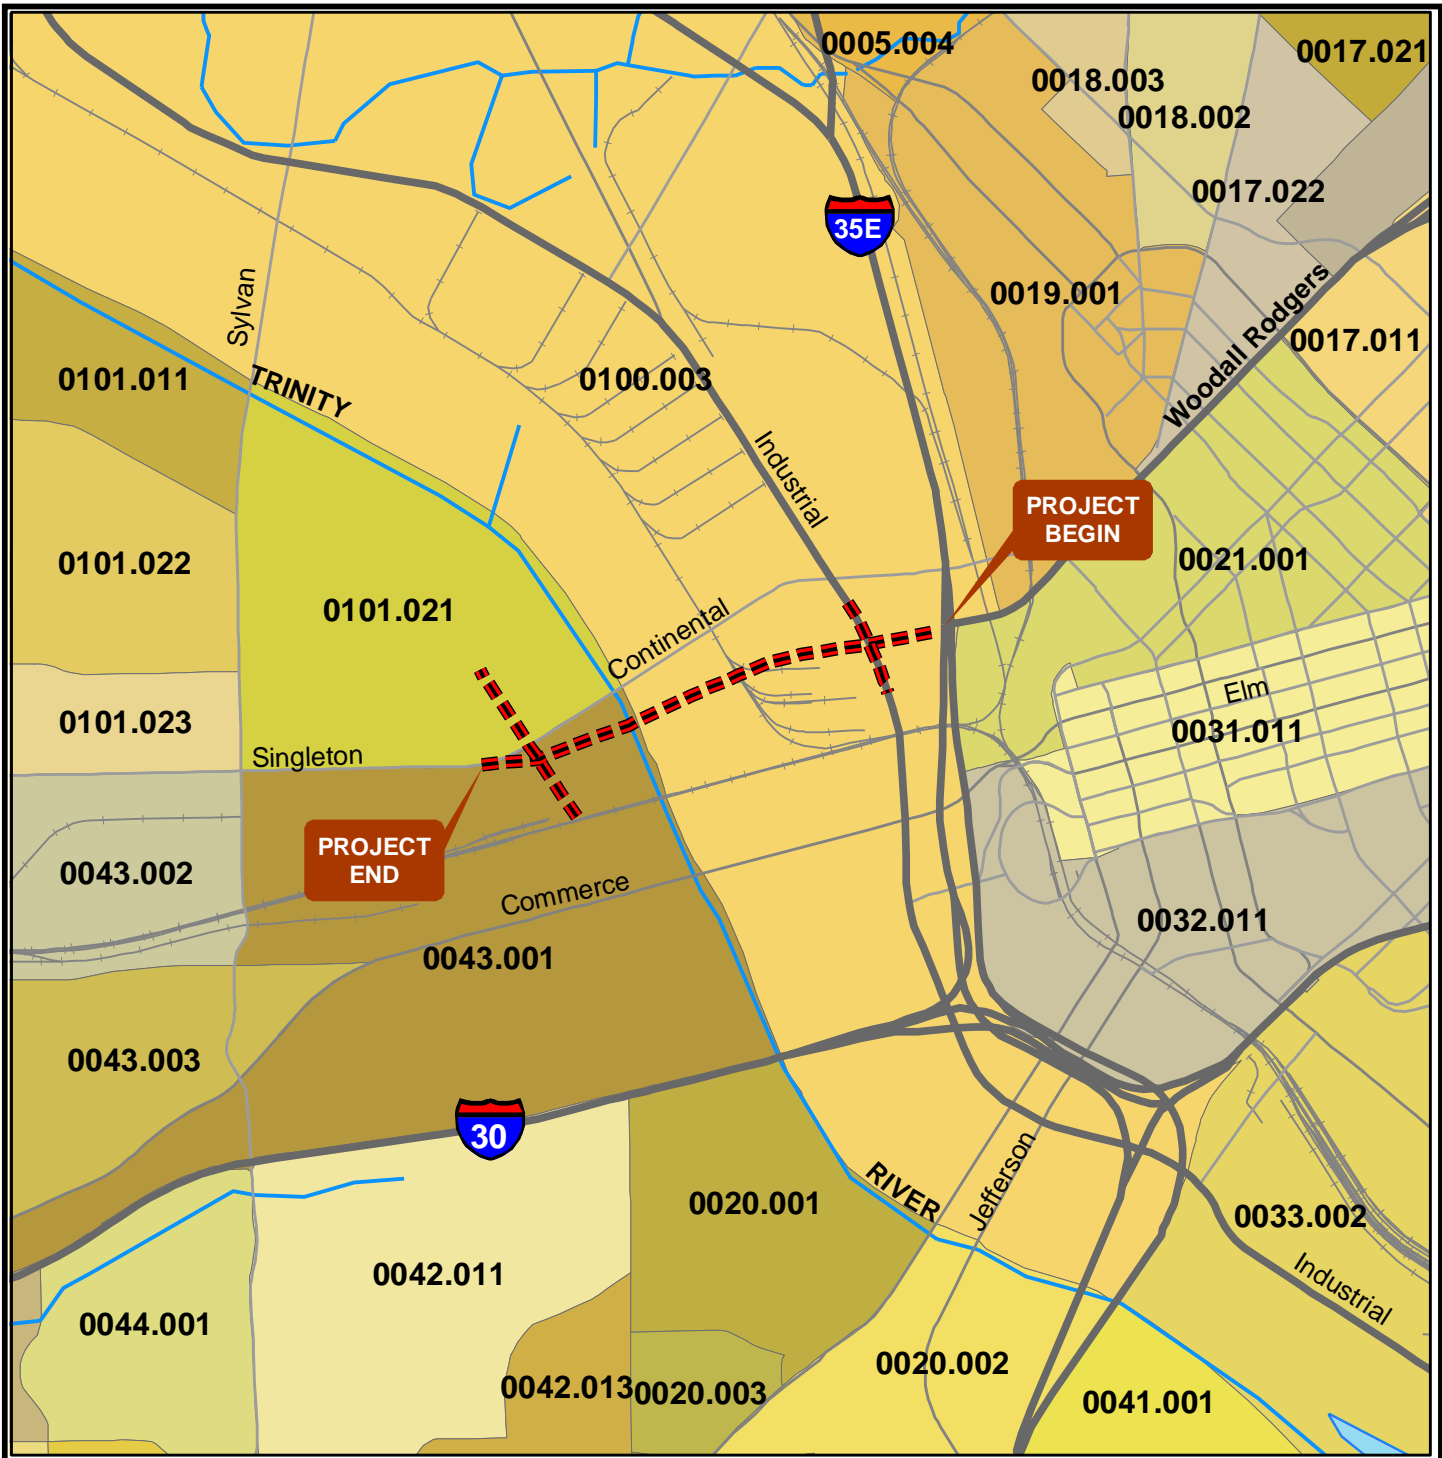 0005.004
0017.021
0018.003
0018.002
0017.022
35E
Sylvan
0019.001
Woodall Rodgers
0017.011
0101.011
TRINITY
0100.003
Industrial
PROJECT
BEGIN
0101.022
0021.001
0101.021
Continental
Elm
0101.023
0031.011
Singleton
PROJECT
END
0043.002
Commerce
0032.011
0043.001
0043.003
30
RIVER
Jefferson
0020.001
0033.002
Industrial
0042.011
0044.001
0020.002
0042.013
0020.003
0041.001